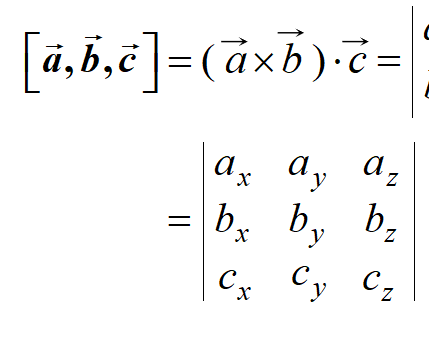 [a⃗, b⃗, c⃗] = (a⃗ × b⃗) · c⃗ = |
= | a_x a_y a_z |
| b_x b_y b_z |
| c_x c_y c_z |